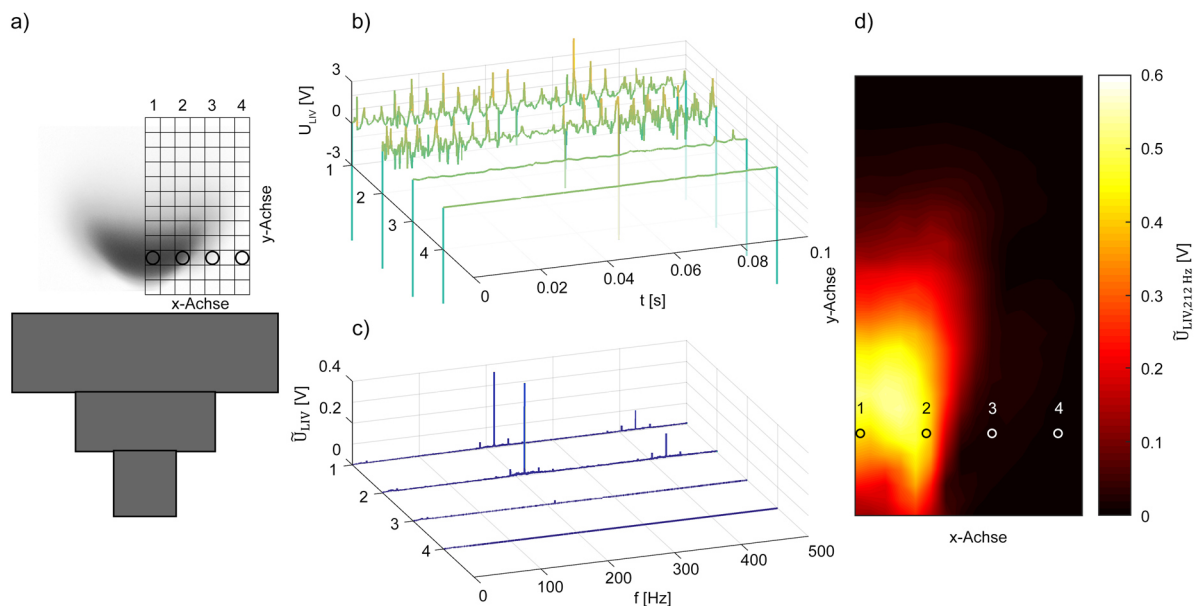 a)
1 2 3 4
y-Achse
x-Achse
b)
U_LIV [V]
3
0
-3
1
2
3
4
0
0.02
0.04
0.06
0.08
0.1
t [s]
c)
Ũ_LIV [V]
0.4
0.2
0
1
2
3
4
0
100
200
300
400
500
f [Hz]
d)
y-Achse
1 2 3 4
x-Achse
0.6
0.5
0.4
0.3
0.2
0.1
0
Ũ_LIV,212 Hz [V]